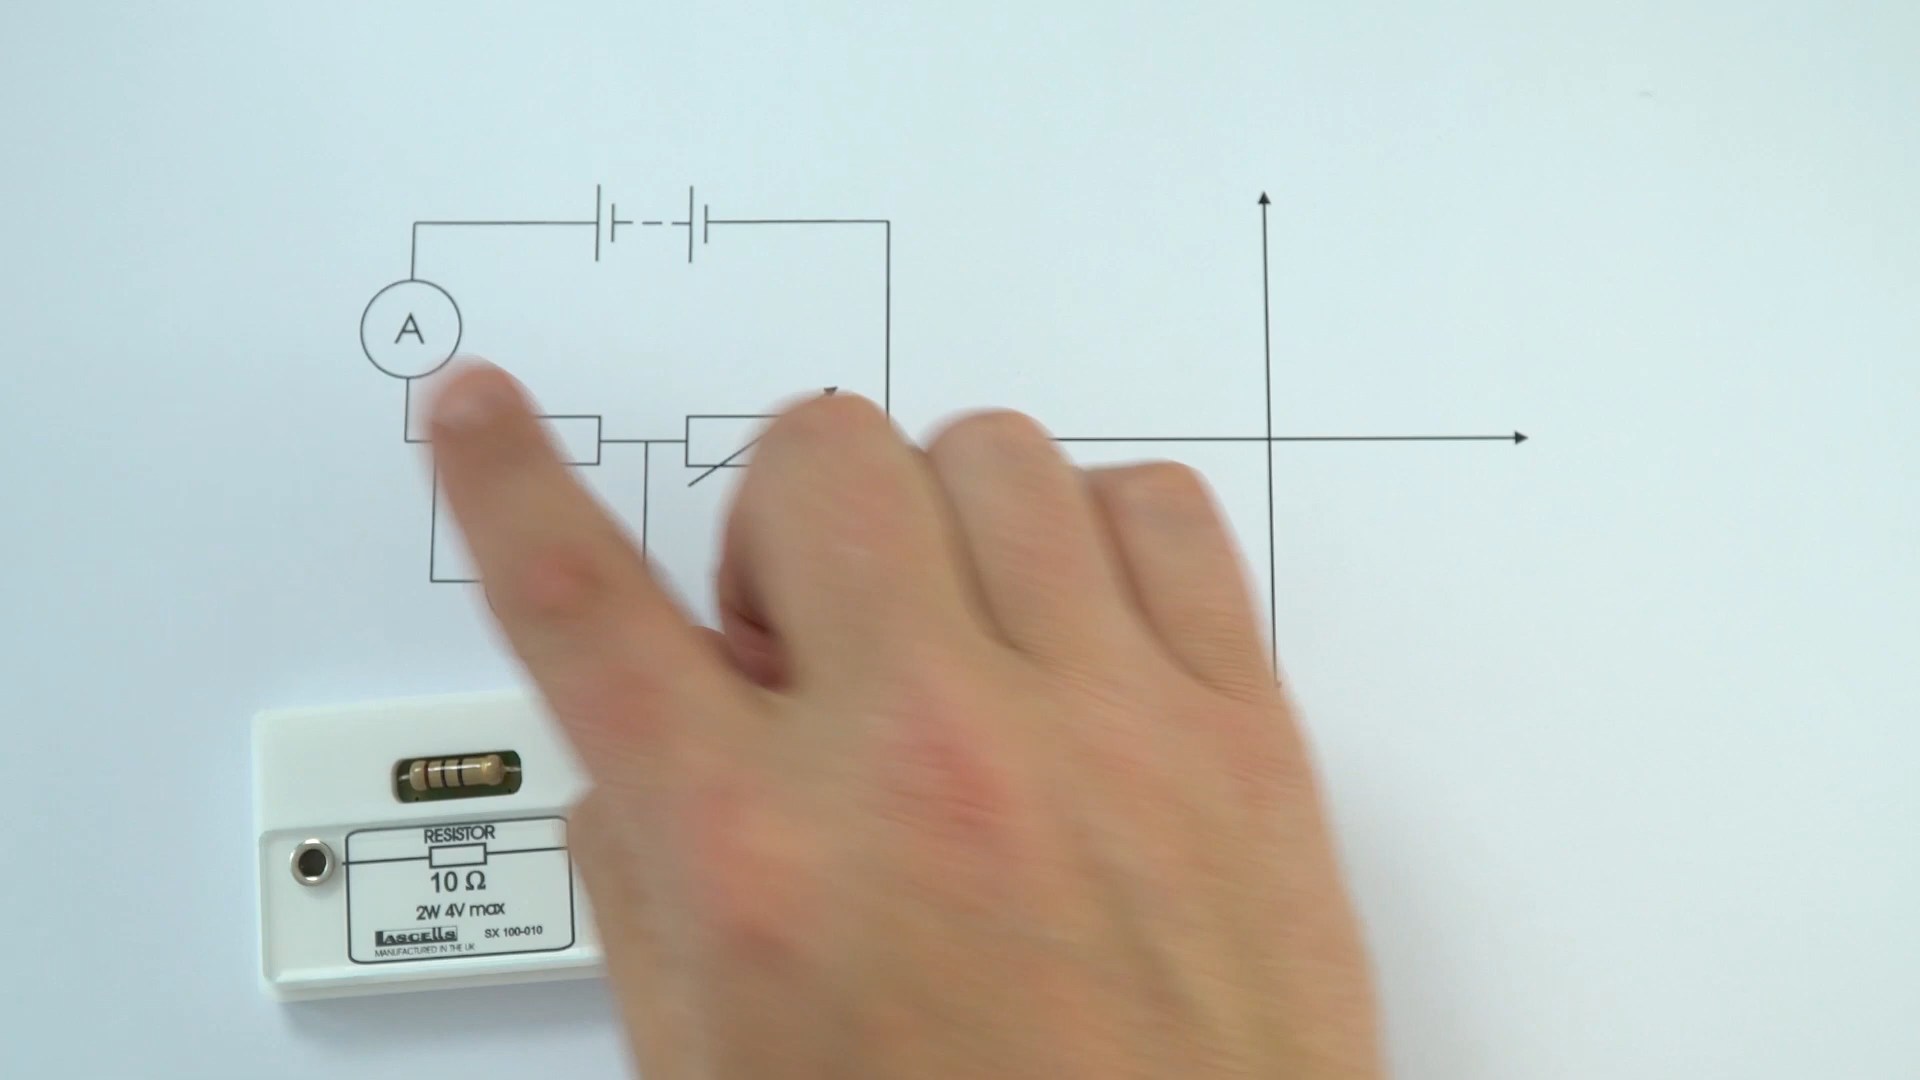 A
RESISTOR
10 Ω
2W 4V max
Lascells SX 100-010
MANUFACTURED IN THE UK